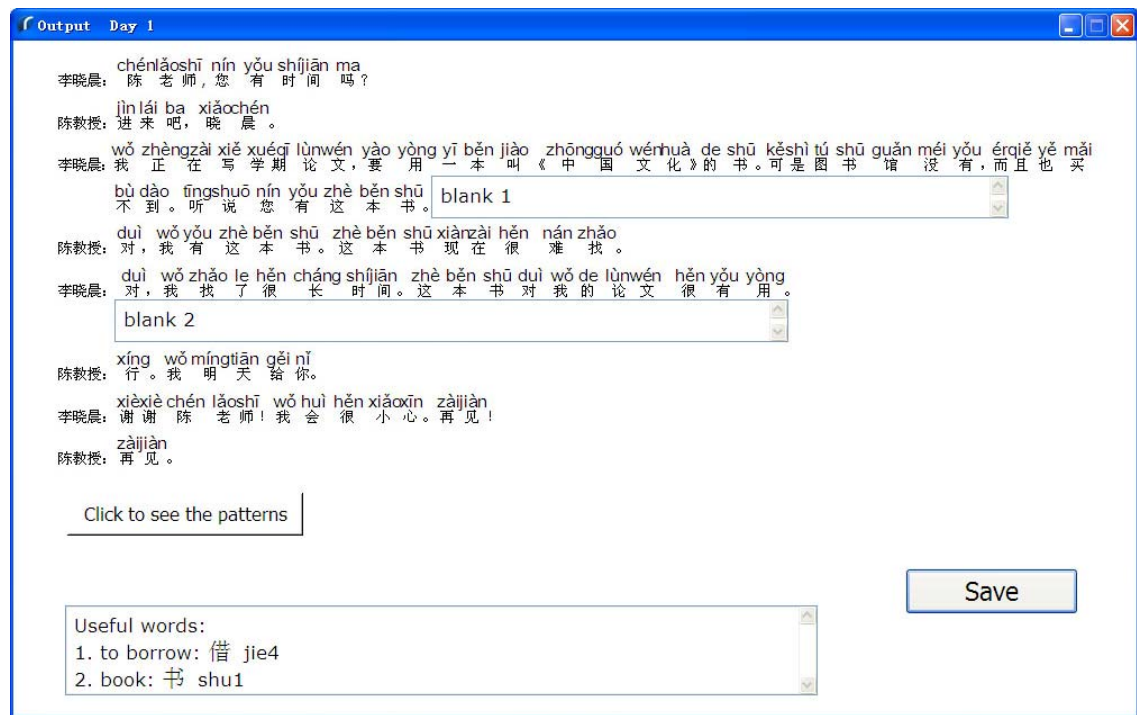 Output Day 1
chénlǎoshī nín yǒu shíjiān ma
李晓晨: 陈老师, 您有时间吗?
jìn lái ba xiǎochén
陈教授: 进来吧, 晓晨。
wǒ zhèngzài xiě xuéqī lùnwén yào yòng yī běn jiào zhōngguó wénhuà de shū kěshì tú shū guǎn méi yǒu érqiě yě mǎi
李晓晨: 我正在写学期论文, 要用一本叫《中国文化》的书。可是图书馆没有, 而且也买
bù dào tīngshuō nín yǒu zhè běn shū
不到。听说您有这本书。 blank 1
duì wǒ yǒu zhè běn shū zhè běn shū xiànzài hěn nán zhǎo
陈教授: 对, 我有这本书。这本书现在很难找。
duì wǒ zhǎo le hěn cháng shíjiān zhè běn shū duì wǒ de lùnwén hěn yǒu yòng
李晓晨: 对, 我找了很长时间。这本书对我的论文很有用。
blank 2
xíng wǒ míngtiān gěi nǐ
陈教授: 行。我明天给你。
xièxiè chén lǎoshī wǒ huì hěn xiǎoxīn zàijiàn
李晓晨: 谢谢陈老师! 我会很小心。再见!
zàijiàn
陈教授: 再见。
Click to see the patterns
Save
Useful words:
1. to borrow: 借 jie4
2. book: 书 shu1